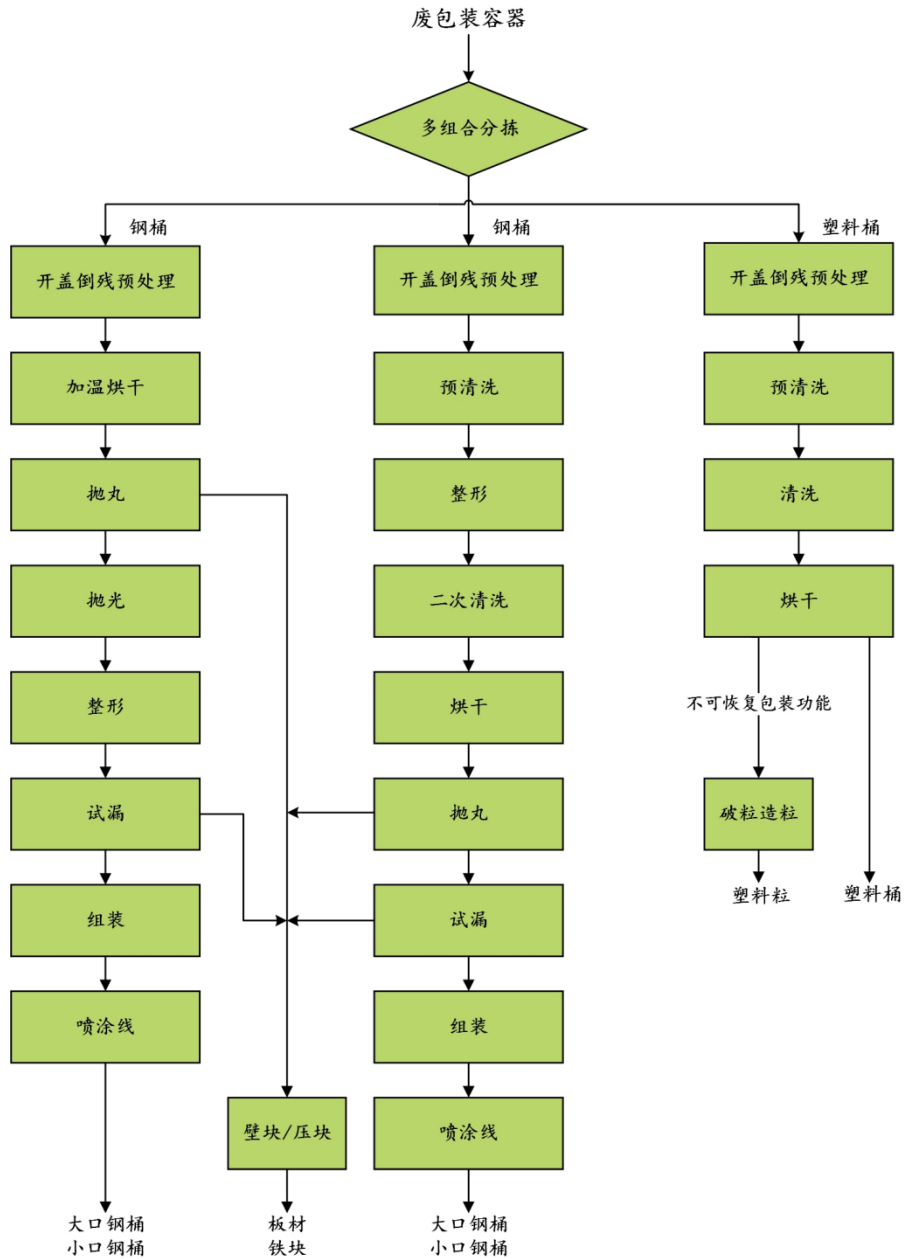 废包装容器
多组合分拣
钢桶
钢桶
塑料桶
开盖倒残预处理
开盖倒残预处理
开盖倒残预处理
加温烘干
预清洗
预清洗
抛丸
整形
清洗
抛光
二次清洗
烘干
整形
烘干
不可恢复包装功能
试漏
抛丸
破粒造粒
塑料粒
塑料桶
组装
试漏
喷涂线
组装
壁块/压块
喷涂线
大口钢桶
小口钢桶
板材
铁块
大口钢桶
小口钢桶